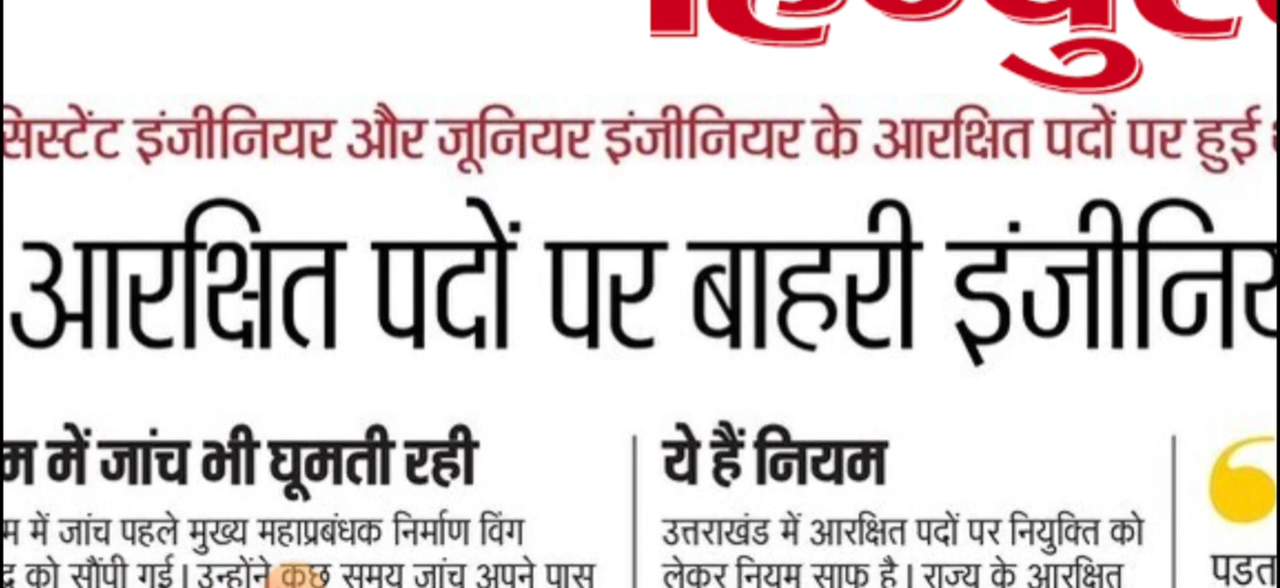 सिस्टेंट इंजीनियर और जूनियर इंजीनियर के आरक्षित पदों पर हुई
आरक्षित पदों पर बाहरी इंजीनिय
म में जांच भी घूमती रही
म में जांच पहले मुख्य महाप्रबंधक निर्माण विंग
को सौंपी गई। उन्होंने कुछ समय जांच अपने पास
ये हैं नियम
उत्तराखंड में आरक्षित पदों पर नियुक्ति को
लेकर नियम साफ है। राज्य के आरक्षित